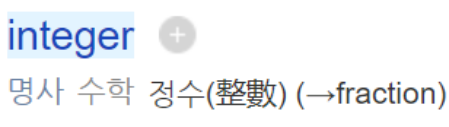 integer
명사 수학 정수(整數) (→fraction)